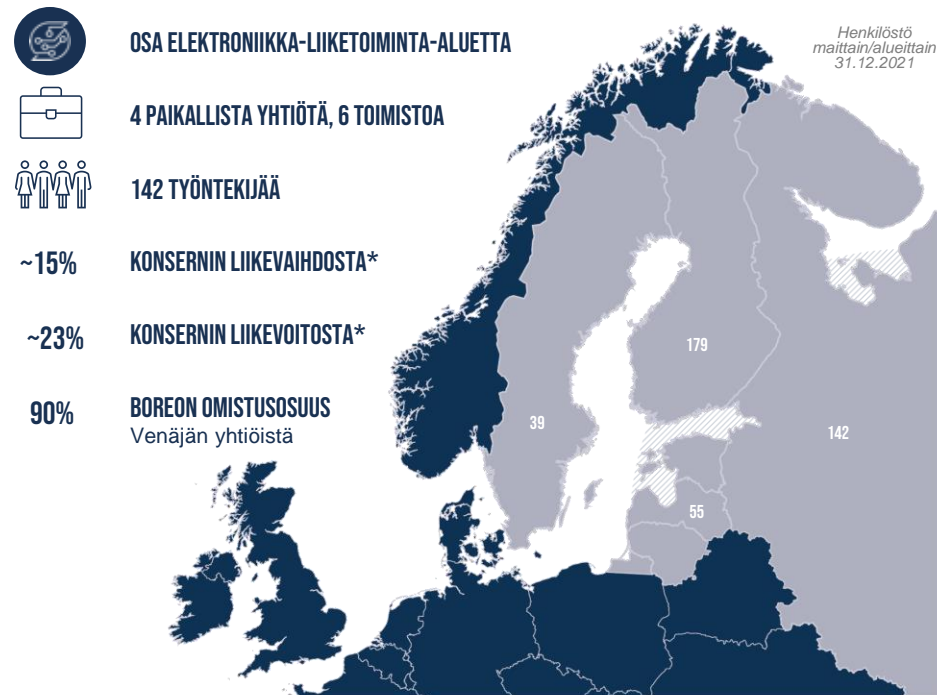 OSA ELEKTRONIIKKA-LIIKETOIMINTA-ALUETTA
Henkilöstö
maittain/alueittain
31.12.2021
4 PAIKALLISTA YHTIÖTÄ, 6 TOIMISTOA
142 TYÖNTEKIJÄÄ
~15% KONSERNIN LIIKEVAIHDOSTA*
~23% KONSERNIN LIIKEVOITOSTA*
90% BOREON OMISTUSOSUUS
Venäjän yhtiöistä
179
39
142
55